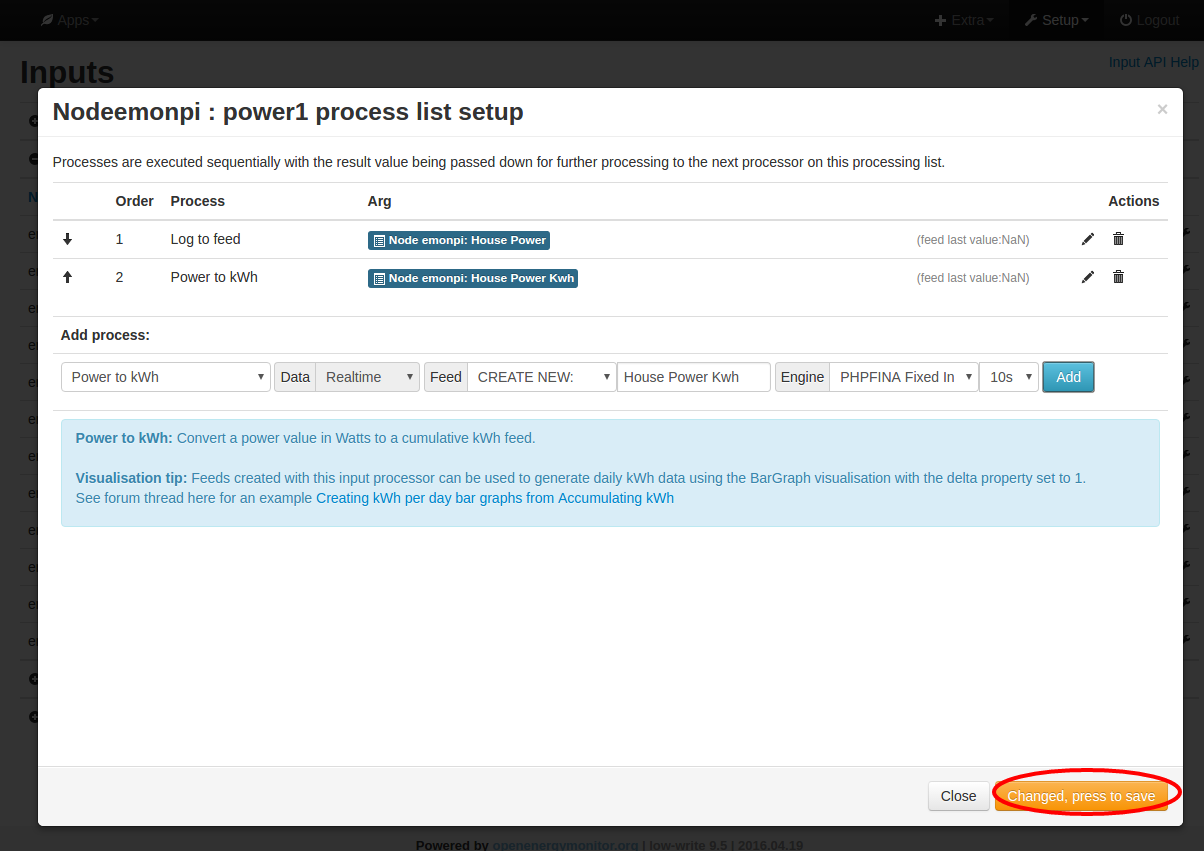 Apps
Extra Setup Logout
Inputs
Input API Help
Nodeemonpi : power1 process list setup
×
Processes are executed sequentially with the result value being passed down for further processing to the next processor on this processing list.
Order Process Arg Actions
1 Log to feed Node emonpi: House Power (feed last value:NaN)
2 Power to kWh Node emonpi: House Power Kwh (feed last value:NaN)
Add process:
Power to kWh Data Realtime Feed CREATE NEW: House Power Kwh Engine PHPFINA Fixed In 10s Add
Power to kWh: Convert a power value in Watts to a cumulative kWh feed.
Visualisation tip: Feeds created with this input processor can be used to generate daily kWh data using the BarGraph visualisation with the delta property set to 1.
See forum thread here for an example Creating kWh per day bar graphs from Accumulating kWh
Close Changed, press to save
Powered by openenergymonitor.org | low-write 9.5 | 2016.04.19